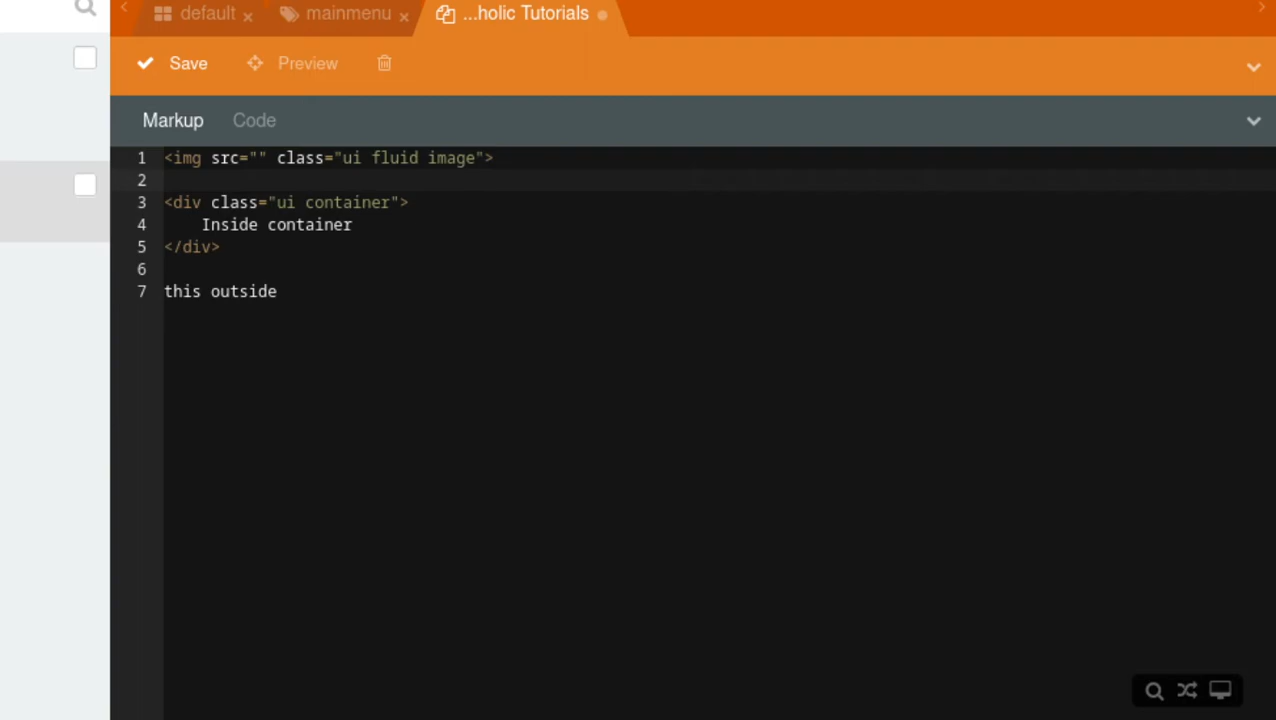 default mainmenu ...holic Tutorials
Save Preview
Markup Code
1 <img src="" class="ui fluid image">
2
3 <div class="ui container">
4     Inside container
5 </div>
6
7 this outside